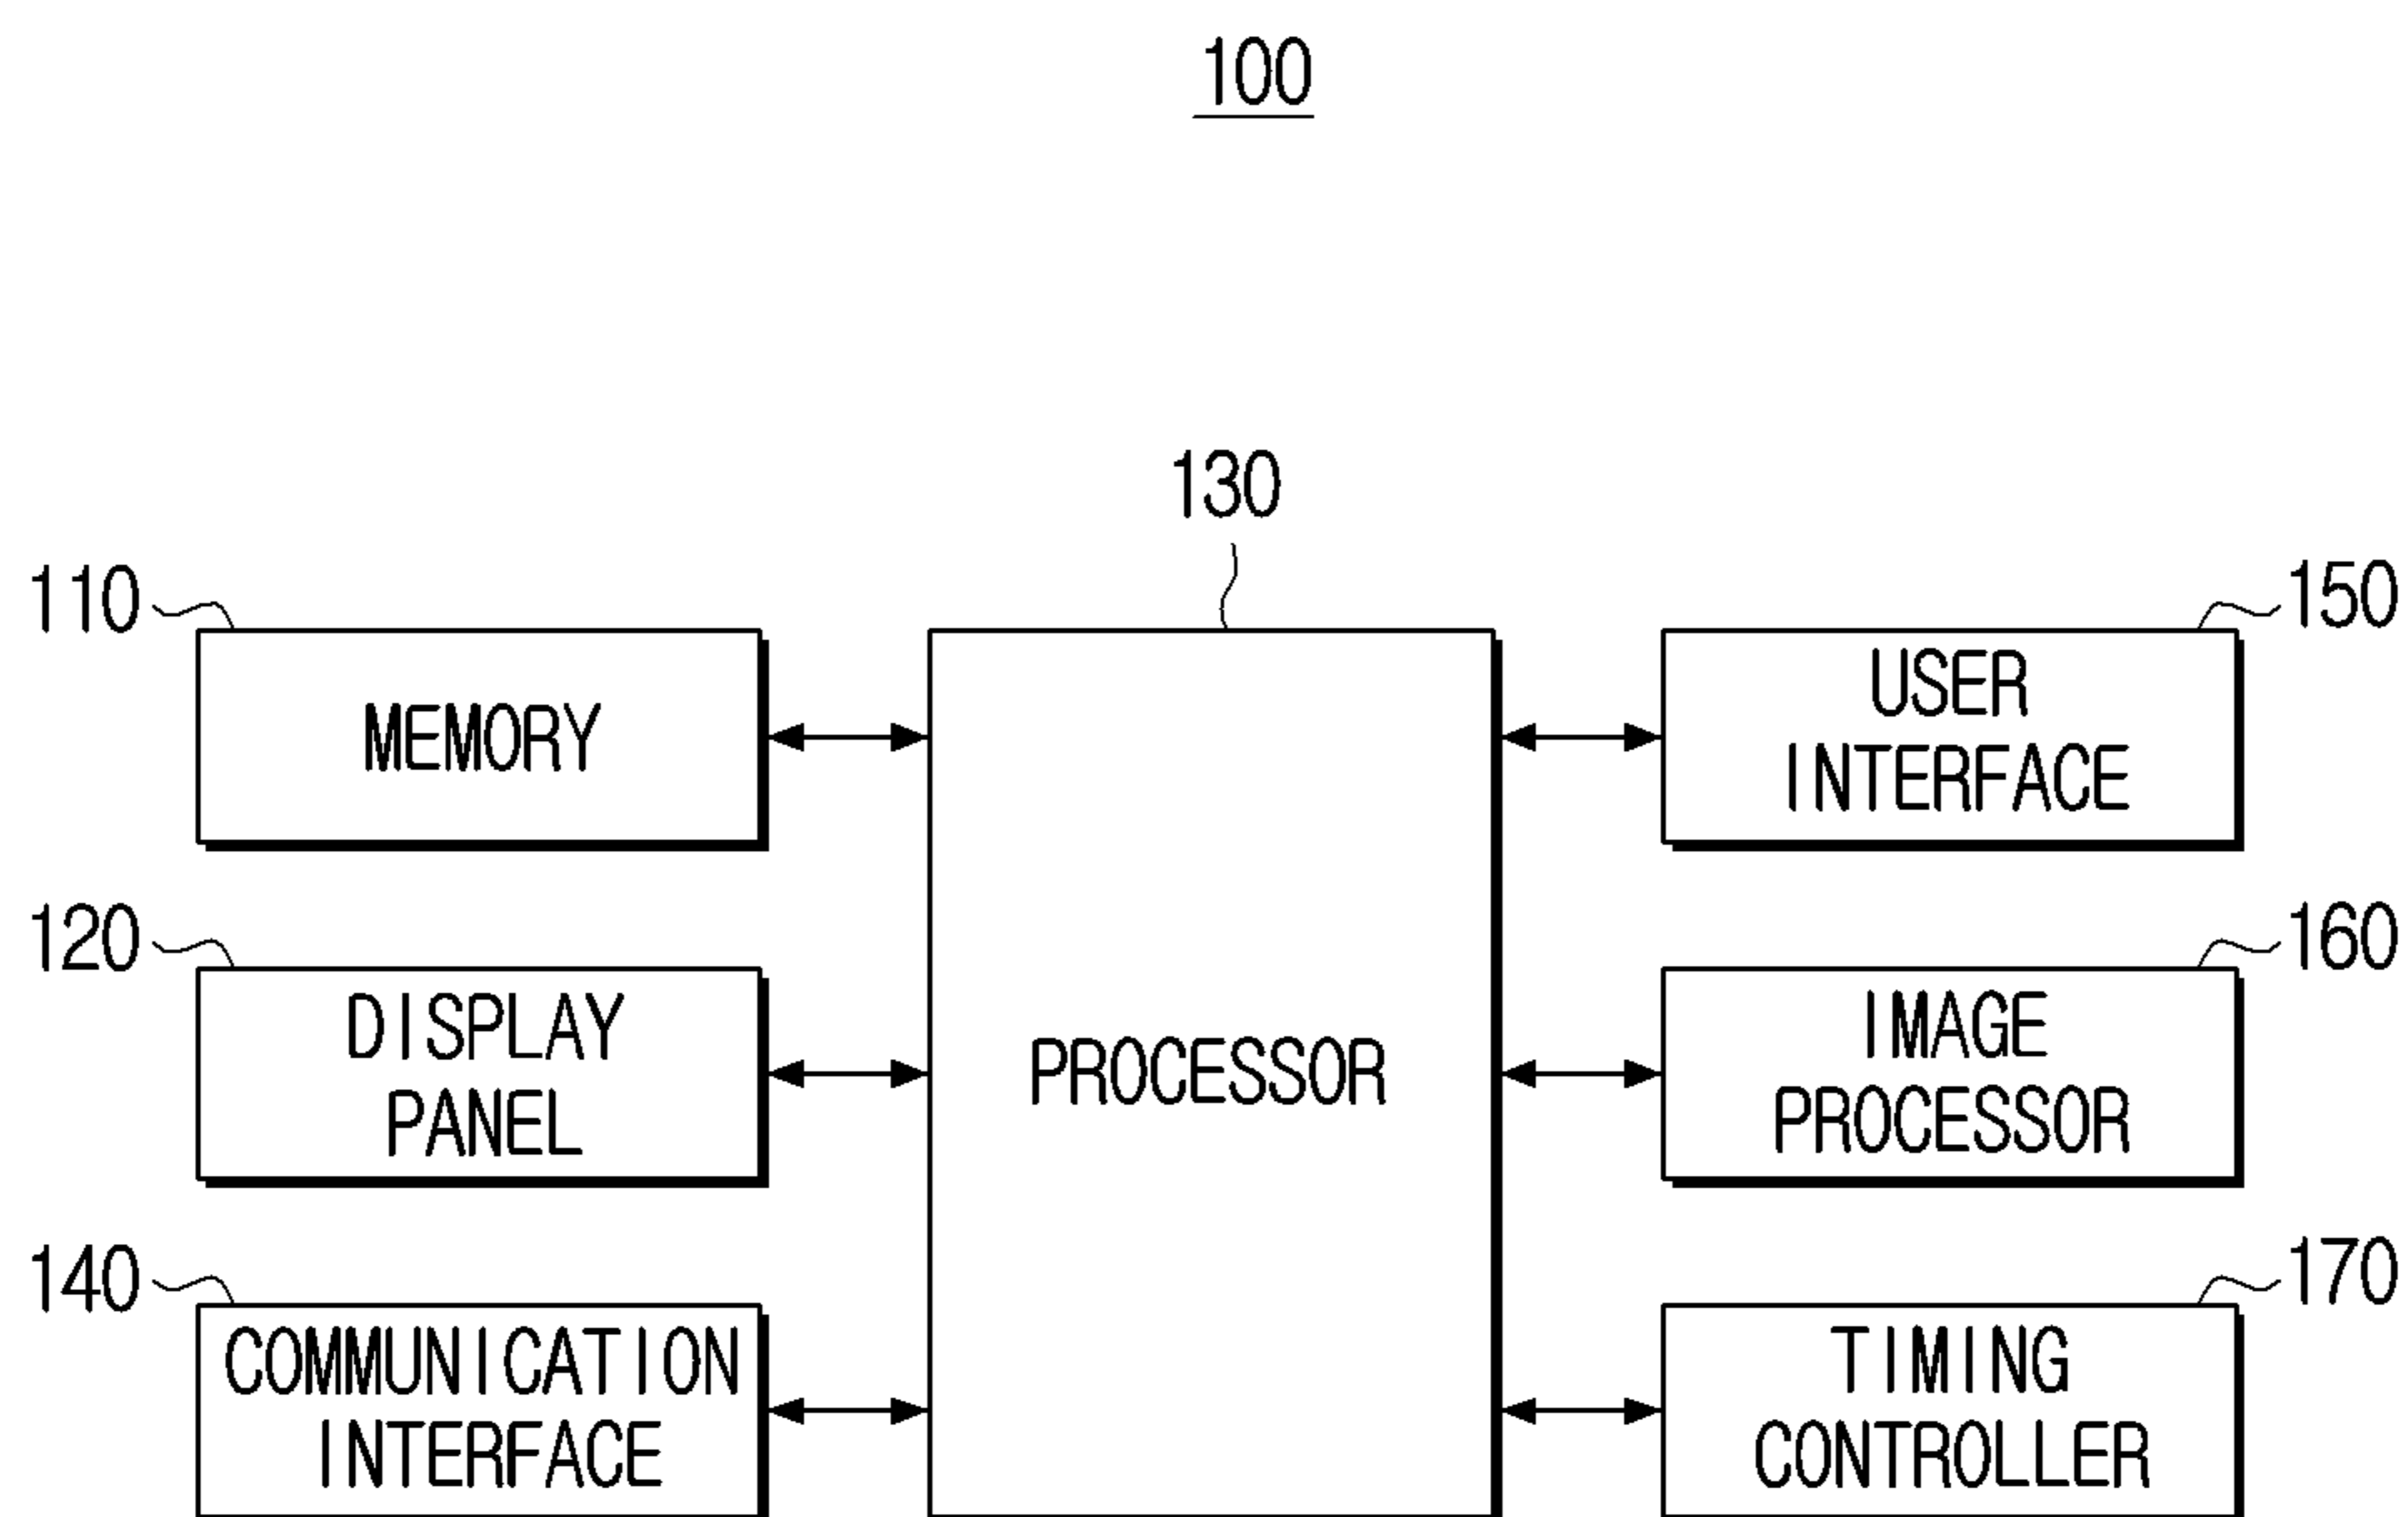 100
130
110
MEMORY
120
DISPLAY
PANEL
140
COMMUNICATION
INTERFACE
PROCESSOR
150
USER
INTERFACE
160
IMAGE
PROCESSOR
170
TIMING
CONTROLLER